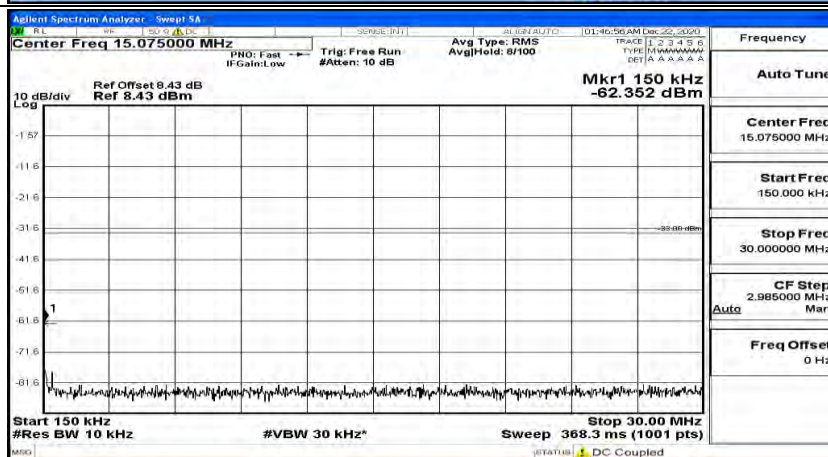 Agilent Spectrum Analyzer - Swept SA
RL RF 50 Ω DC SENSE:INT ALIGN AUTO 01:46:56 AM Dec 22, 2020
Center Freq 15.075000 MHz
PNO: Fast
IFGain:Low
Trig: Free Run
#Atten: 10 dB
Avg Type: RMS
Avg|Hold: 8/100
TRACE 1 2 3 4 5 6
TYPE M
DET A A A A A A
Ref Offset 8.43 dB
10 dB/div Ref 8.43 dBm
Log
Mkr1 150 kHz
-62.352 dBm
-1.57
-11.6
-21.6
-31.6
-33.00 dBm
-41.6
-51.6
1
-61.6
-71.6
-81.6
Start 150 kHz
Stop 30.00 MHz
#Res BW 10 kHz #VBW 30 kHz* Sweep 368.3 ms (1001 pts)
MSG STATUS DC Coupled
Frequency
Auto Tune
Center Freq
15.075000 MHz
Start Freq
150.000 kHz
Stop Freq
30.000000 MHz
CF Step
2.985000 MHz
Auto Man
Freq Offset
0 Hz